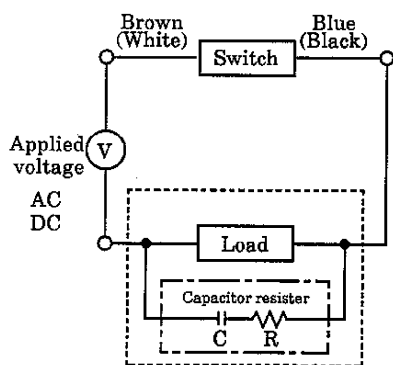 Brown
(White)
Blue
(Black)
Switch
Applied
voltage
V
AC
DC
Load
Capacitor resister
C
R